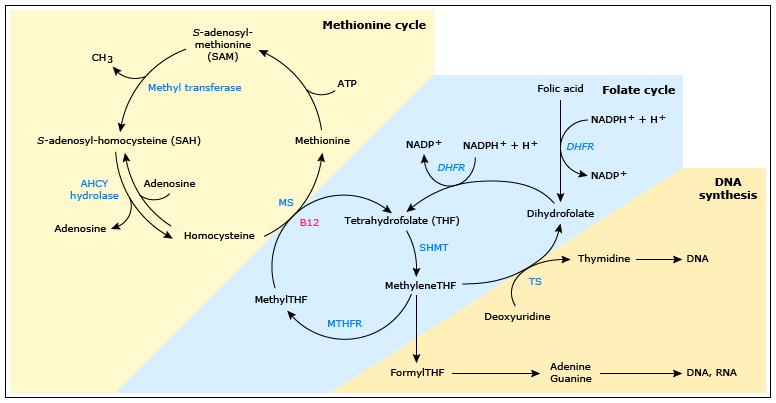 Methionine cycle
S-adenosyl-
methionine
(SAM)
CH3
Methyl transferase
ATP
S-adenosyl-homocysteine (SAH)
Methionine
AHCY
hydrolase
Adenosine
Adenosine
Homocysteine
MS
B12
Folate cycle
Folic acid
NADPH+ + H+
DHFR
NADP+
NADP+
NADPH+ + H+
DHFR
Tetrahydrofolate (THF)
Dihydrofolate
SHMT
MethyleneTHF
MethylTHF
MTHFR
DNA
synthesis
TS
Thymidine
DNA
Deoxyuridine
FormylTHF
Adenine
Guanine
DNA, RNA